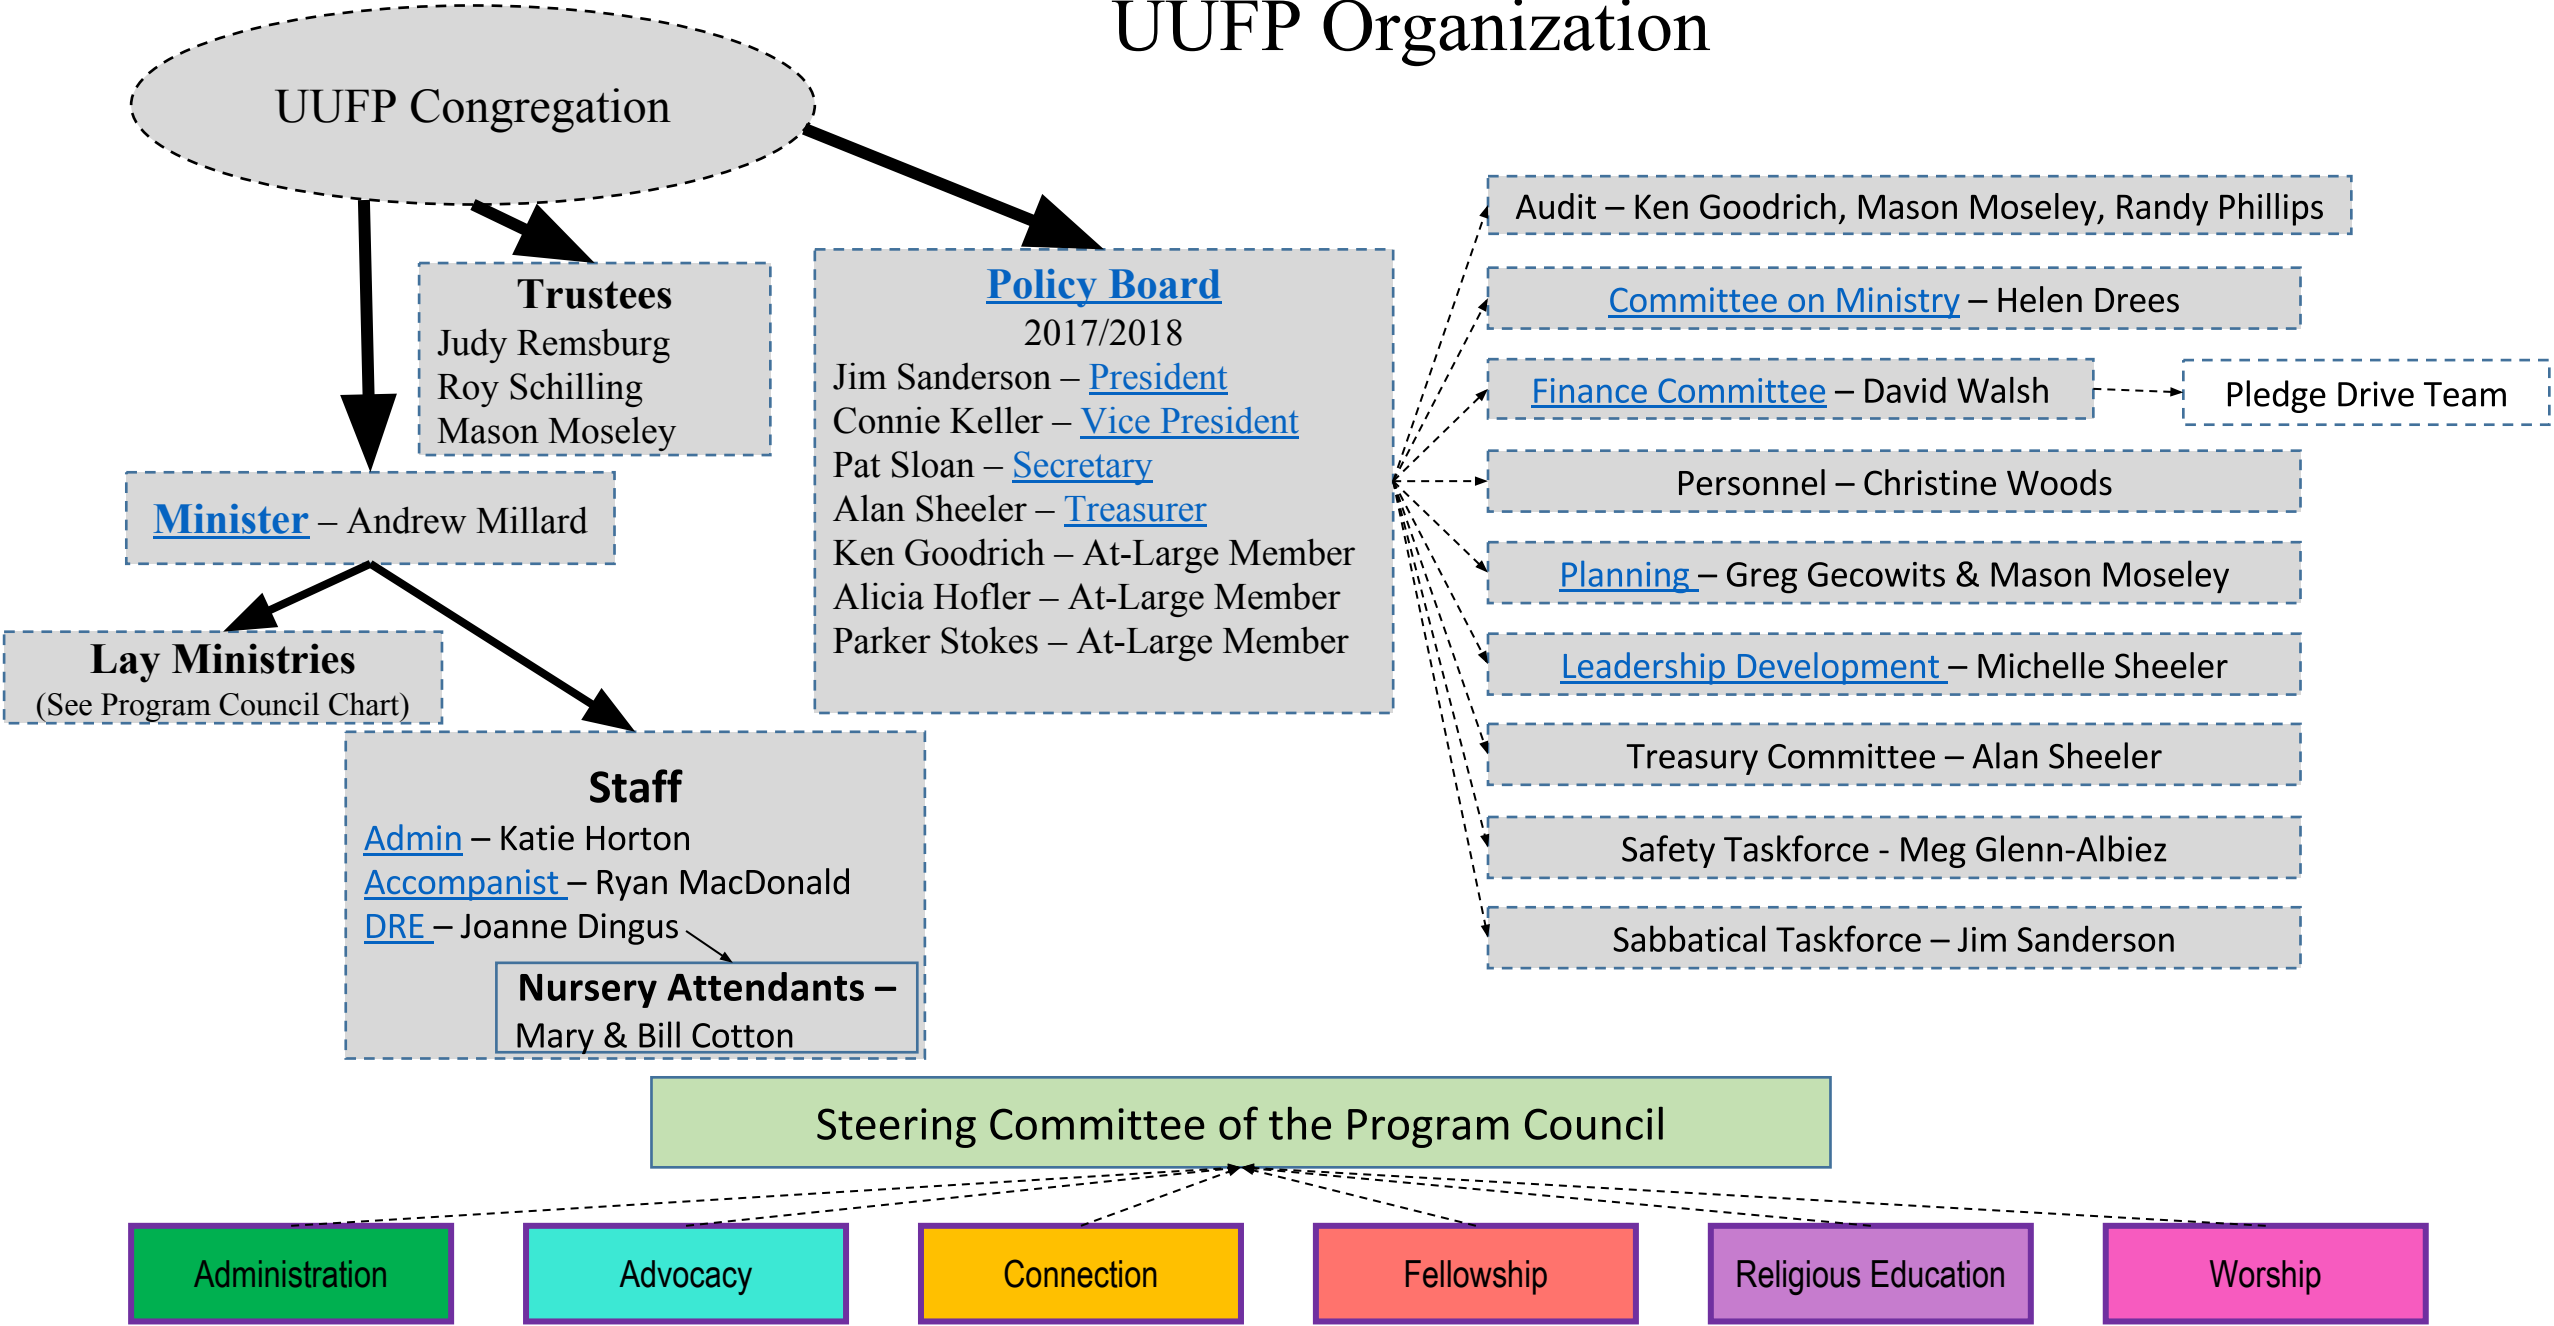 UUFP Organization
UUFP Congregation
Trustees
Judy Remsburg
Roy Schilling
Mason Moseley
Minister – Andrew Millard
Lay Ministries
(See Program Council Chart)
Staff
Admin – Katie Horton
Accompanist – Ryan MacDonald
DRE – Joanne Dingus
Nursery Attendants –
Mary & Bill Cotton
Policy Board
2017/2018
Jim Sanderson – President
Connie Keller – Vice President
Pat Sloan – Secretary
Alan Sheeler – Treasurer
Ken Goodrich – At-Large Member
Alicia Hofler – At-Large Member
Parker Stokes – At-Large Member
Audit – Ken Goodrich, Mason Moseley, Randy Phillips
Committee on Ministry – Helen Drees
Finance Committee – David Walsh
Pledge Drive Team
Personnel – Christine Woods
Planning – Greg Gecowits & Mason Moseley
Leadership Development – Michelle Sheeler
Treasury Committee – Alan Sheeler
Safety Taskforce - Meg Glenn-Albiez
Sabbatical Taskforce – Jim Sanderson
Steering Committee of the Program Council
Administration
Advocacy
Connection
Fellowship
Religious Education
Worship